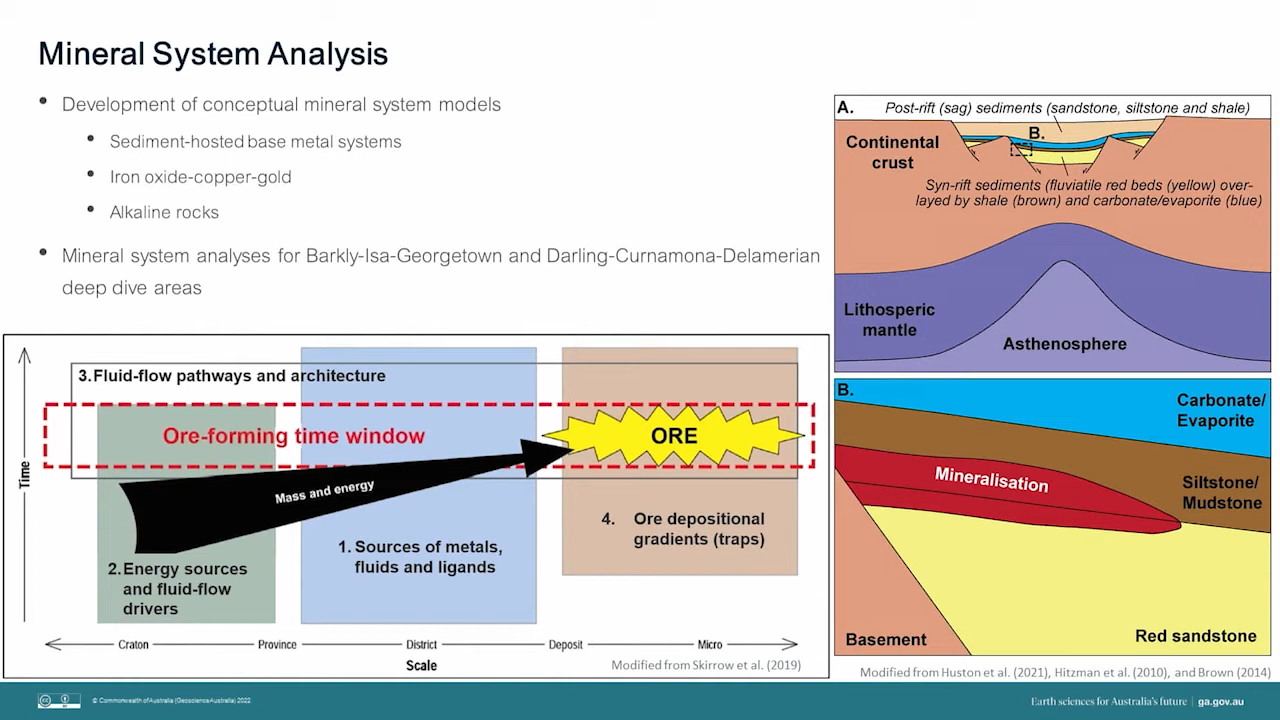 Mineral System Analysis
• Development of conceptual mineral system models
• Sediment-hosted base metal systems
• Iron oxide-copper-gold
• Alkaline rocks
• Mineral system analyses for Barkly-Isa-Georgetown and Darling-Curnamona-Delamerian
deep dive areas
3. Fluid-flow pathways and architecture
Ore-forming time window
ORE
Mass and energy
Time
4. Ore depositional
gradients (traps)
1. Sources of metals,
fluids and ligands
2. Energy sources
and fluid-flow
drivers
Craton Province District Deposit Micro
Scale
Modified from Skirrow et al. (2019)
A. Post-rift (sag) sediments (sandstone, siltstone and shale)
B.
Continental
crust
Syn-rift sediments (fluviatile red beds (yellow) over-
layed by shale (brown) and carbonate/evaporite (blue)
Lithosperic
mantle
Asthenosphere
B.
Carbonate/
Evaporite
Mineralisation
Siltstone/
Mudstone
Basement
Red sandstone
Modified from Huston et al. (2021), Hitzman et al. (2010), and Brown (2014)
cc BY
© Commonwealth of Australia (Geoscience Australia) 2022
Earth sciences for Australia's future | ga.gov.au